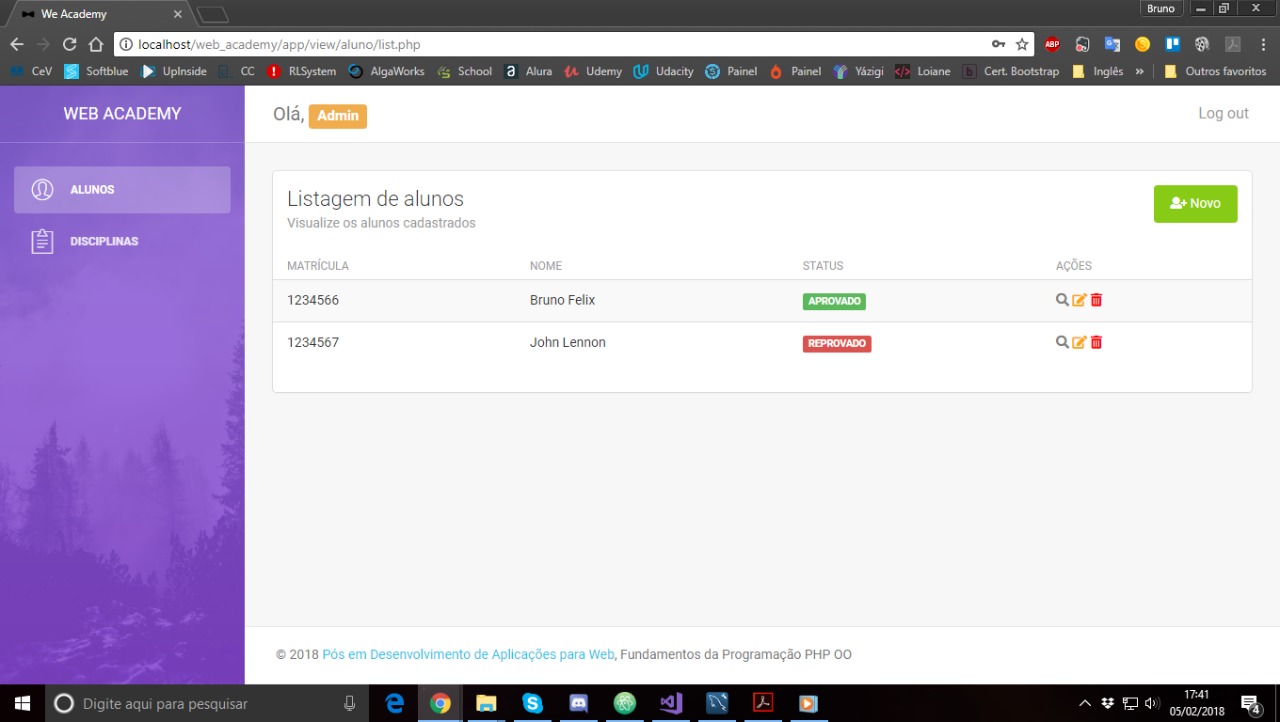 We Academy
Bruno
localhost/web_academy/app/view/aluno/list.php
ABP
CeV Softblue UpInside CC RLSystem AlgaWorks School Alura Udemy Udacity Painel Painel Yázigi Loiane Cert. Bootstrap Inglês » Outros favoritos
WEB ACADEMY
Olá, Admin
Log out
ALUNOS
DISCIPLINAS
Listagem de alunos
Visualize os alunos cadastrados
Novo
MATRÍCULA NOME STATUS AÇÕES
1234566 Bruno Felix APROVADO
1234567 John Lennon REPROVADO
© 2018 Pós em Desenvolvimento de Aplicações para Web, Fundamentos da Programação PHP OO
Digite aqui para pesquisar
17:41
05/02/2018
4